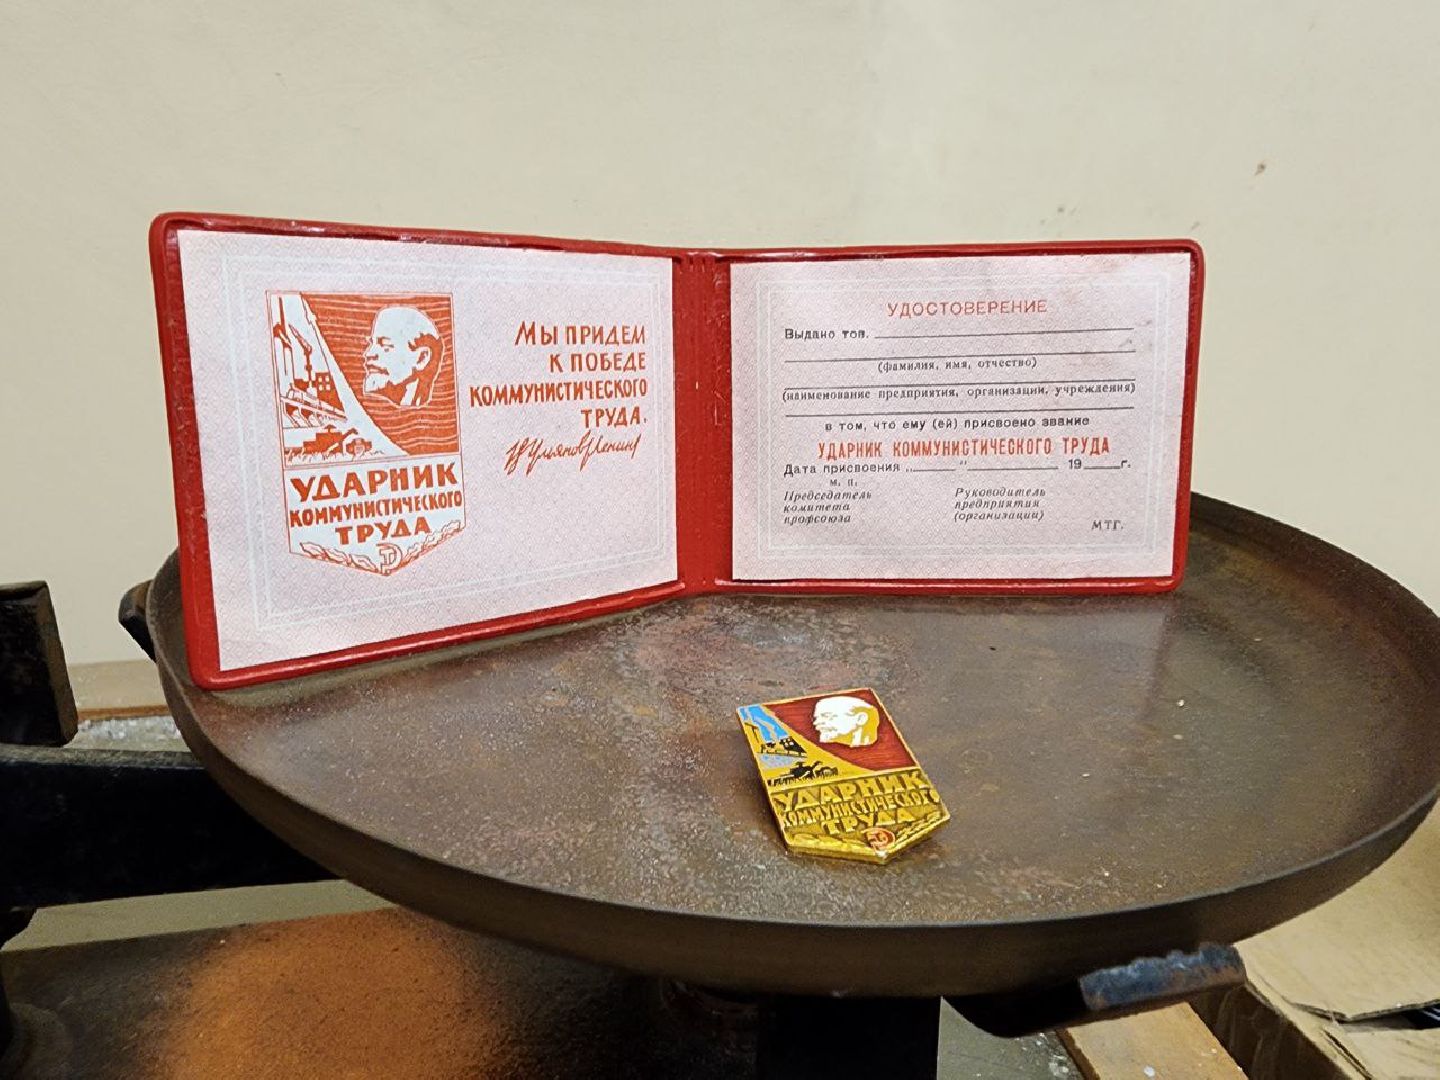 УДАРНИК
КОММУНИСТИЧЕСКОГО
ТРУДА
МЫ ПРИДЕМ
К ПОБЕДЕ
КОММУНИСТИЧЕСКОГО
ТРУДА.
В Ульянов (Ленин)
УДОСТОВЕРЕНИЕ
Выдано тов.
(фамилия, имя, отчество)
(наименование предприятия, организации, учреждения)
в том, что ему (ей) присвоено звание
УДАРНИК КОММУНИСТИЧЕСКОГО ТРУДА
Дата присвоения „ “ 19 г.
М. П.
Председатель
комитета
профсоюза
Руководитель
предприятия
(организации)
МТГ.
УДАРНИК
КОММУНИСТИЧЕСКОГО
ТРУДА